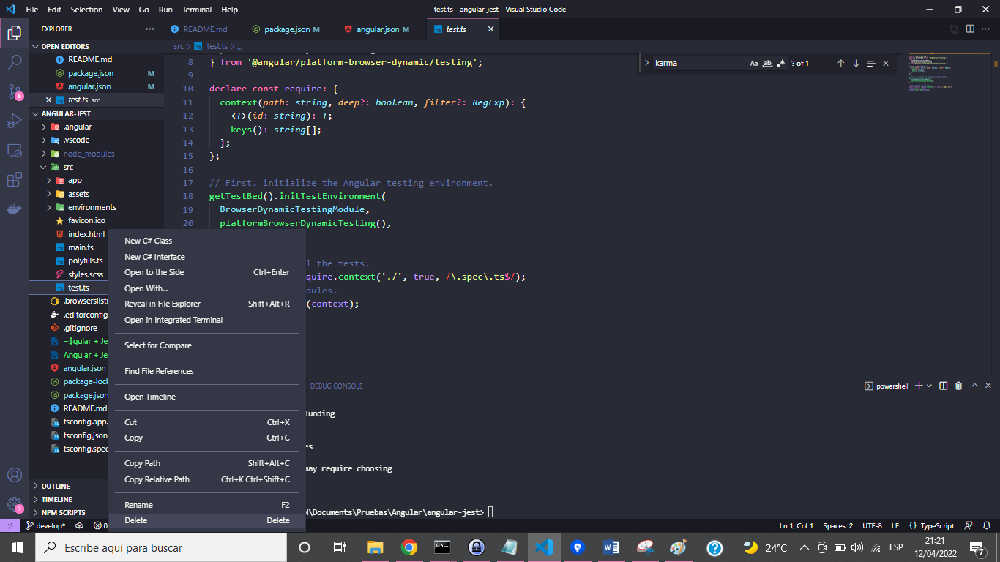 File Edit Selection View Go Run Terminal Help
test.ts - angular-jest - Visual Studio Code
EXPLORER
README.md
package.json M
angular.json M
test.ts
OPEN EDITORS
README.md
package.json M
angular.json M
test.ts src
ANGULAR-JEST
.angular
.vscode
node_modules
src
app
assets
environments
favicon.ico
index.html
main.ts
polyfills.ts
styles.scss
test.ts
.browserslistr
.editorconfig
.gitignore
~$gular + Je
Angular + Je
angular.json
package-lock
package.json
README.md
tsconfig.app.
tsconfig.json
tsconfig.spec
OUTLINE
TIMELINE
NPM SCRIPTS
6
1
src > test.ts > ...
karma
Aa ab .* ? of 1
8 } from '@angular/platform-browser-dynamic/testing';
9
10 declare const require: {
11 context(path: string, deep?: boolean, filter?: RegExp): {
12 <T>(id: string): T;
13 keys(): string[];
14 };
15 };
16
17 // First, initialize the Angular testing environment.
18 getTestBed().initTestEnvironment(
19 BrowserDynamicTestingModule,
20 platformBrowserDynamicTesting(),
l the tests.
quire.context('./', true, /\.spec\.ts$/);
dules.
(context);
New C# Class
New C# Interface
Open to the Side Ctrl+Enter
Open With...
Reveal in File Explorer Shift+Alt+R
Open in Integrated Terminal
Select for Compare
Find File References
Open Timeline
Cut Ctrl+X
Copy Ctrl+C
Copy Path Shift+Alt+C
Copy Relative Path Ctrl+K Ctrl+Shift+C
Rename F2
Delete Delete
DEBUG CONSOLE
powershell
funding
es
may require choosing
\Documents\Pruebas\Angular\angular-jest>
develop* 0
Ln 1, Col 1 Spaces: 2 UTF-8 LF {} TypeScript
Escribe aquí para buscar
24°C
ESP
21:21
12/04/2022
7